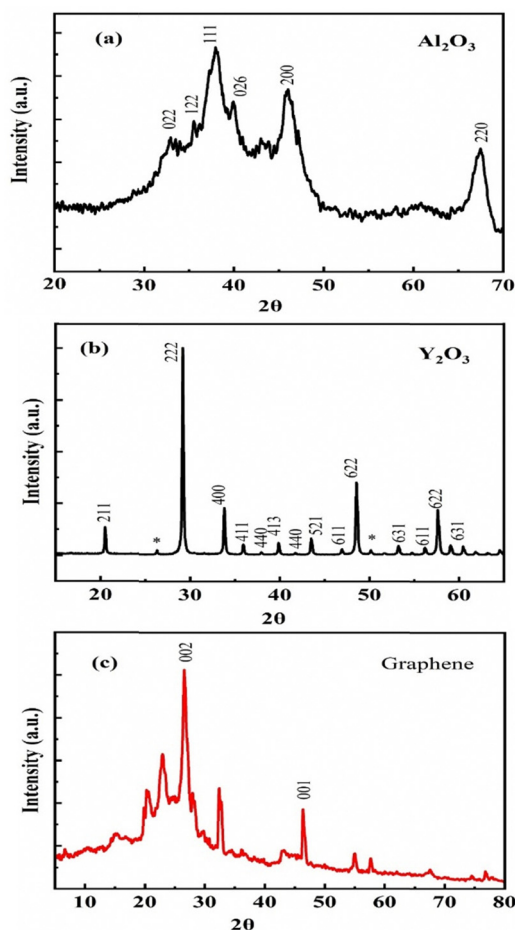 (a)
Al₂O₃
Intensity (a.u.)
022
122
111
026
200
220
20 30 40 50 60 70
2θ
(b)
Y₂O₃
Intensity (a.u.)
211
*
222
400
411
440
413
440
521
611
622
*
631
611
622
631
20 30 40 50 60
2θ
(c)
Graphene
Intensity (a.u.)
002
001
10 20 30 40 50 60 70 80
2θ